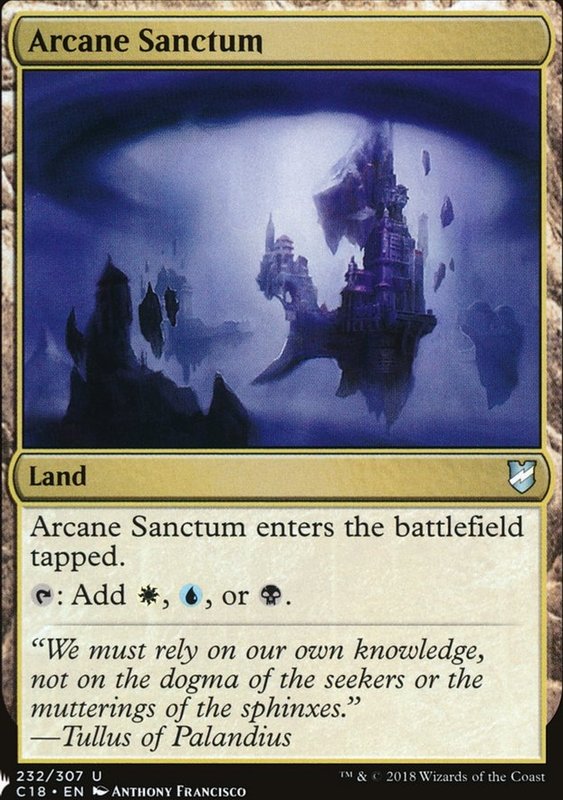 Arcane Sanctum
Land
Arcane Sanctum enters the battlefield
tapped.
: Add , , or .
“We must rely on our own knowledge,
not on the dogma of the seekers or the
mutterings of the sphinxes.”
—Tullus of Palandius
232/307 U
C18 • EN Anthony Francisco
™ & © 2018 Wizards of the Coast